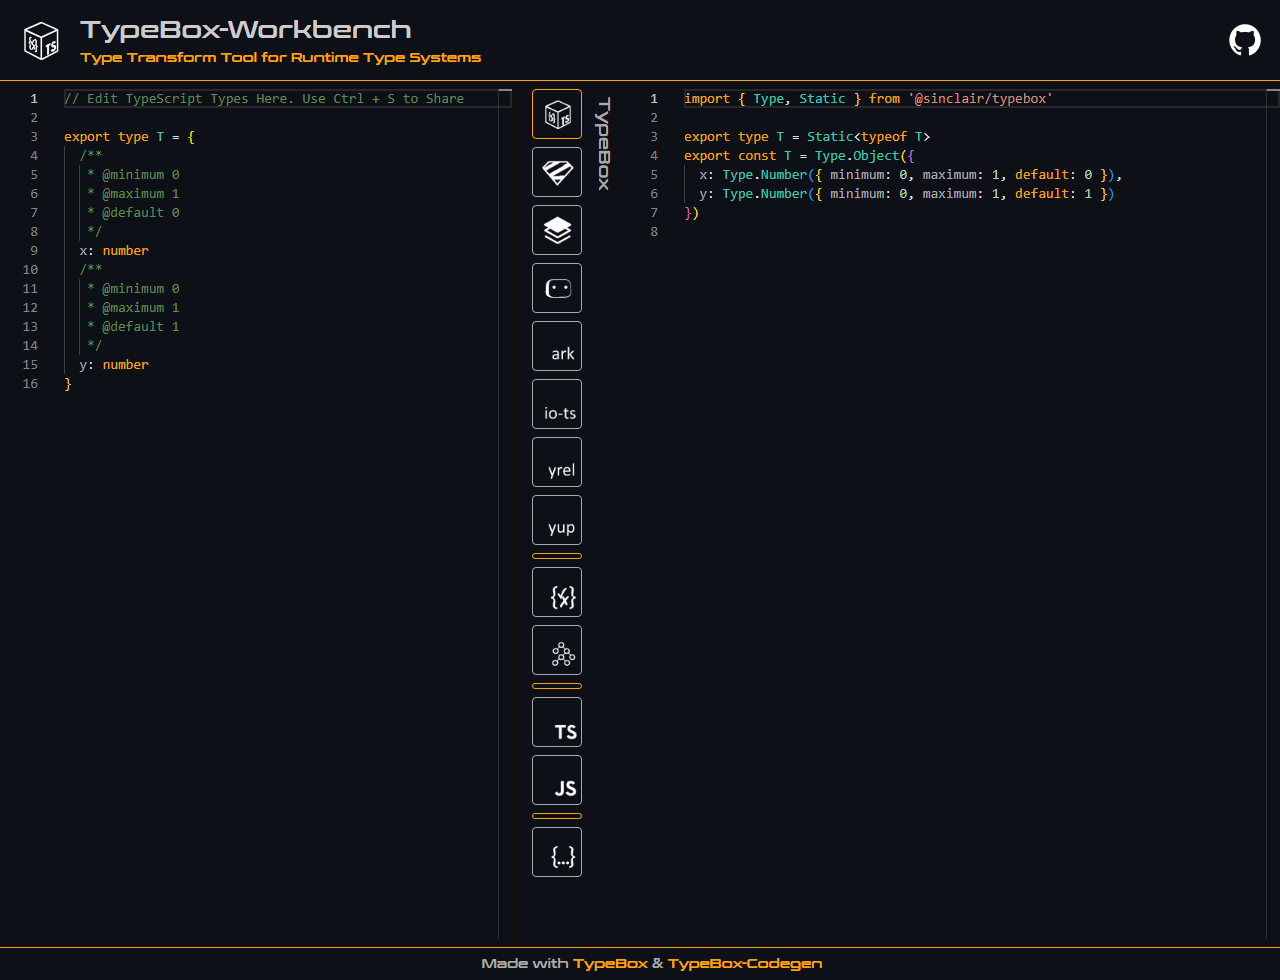 TypeBox-Workbench
Type Transform Tool for Runtime Type Systems
1 // Edit TypeScript Types Here. Use Ctrl + S to Share
2
3 export type T = {
4   /**
5    * @minimum 0
6    * @maximum 1
7    * @default 0
8    */
9   x: number
10   /**
11    * @minimum 0
12    * @maximum 1
13    * @default 1
14    */
15   y: number
16 }
TS
TypeBox
ark
io-ts
yrel
yup
TS
JS
{...}
1 import { Type, Static } from '@sinclair/typebox'
2
3 export type T = Static<typeof T>
4 export const T = Type.Object({
5   x: Type.Number({ minimum: 0, maximum: 1, default: 0 }),
6   y: Type.Number({ minimum: 0, maximum: 1, default: 1 })
7 })
8
Made with TypeBox & TypeBox-Codegen